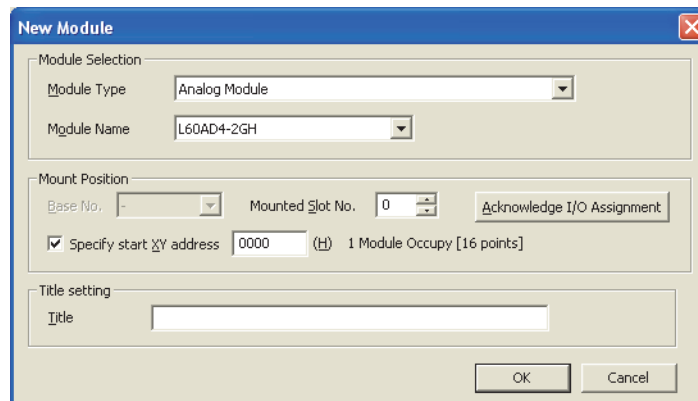 New Module
Module Selection
Module Type Analog Module
Module Name L60AD4-2GH
Mount Position
Base No. - Mounted Slot No. 0 Acknowledge I/O Assignment
Specify start XY address 0000 (H) 1 Module Occupy [16 points]
Title setting
Title
OK Cancel